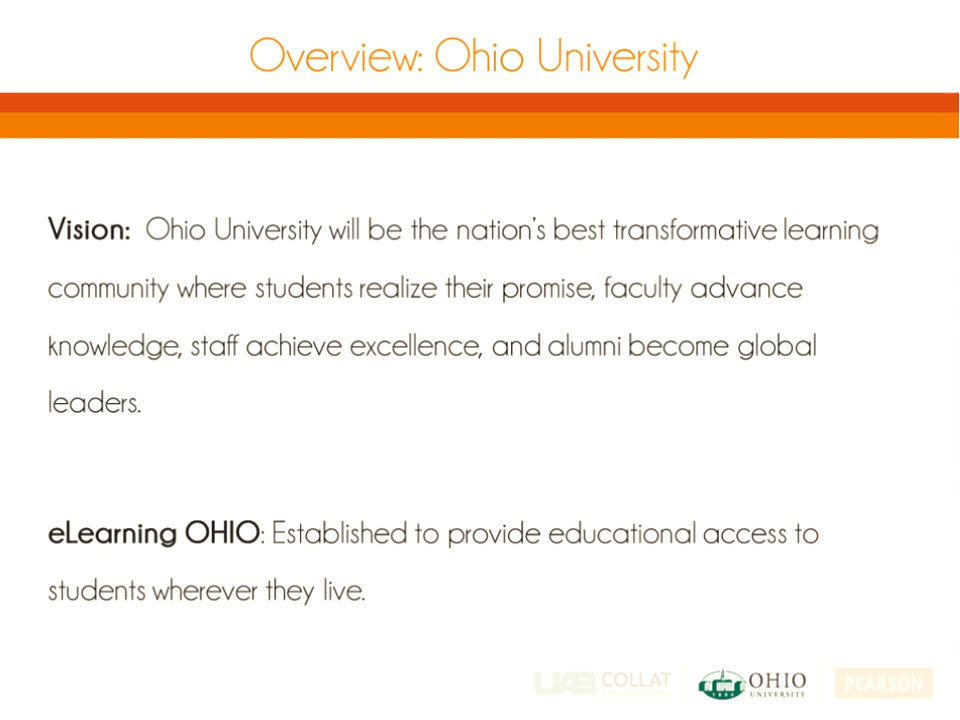 Overview: Ohio University
Vision: Ohio University will be the nation's best transformative learning
community where students realize their promise, faculty advance
knowledge, staff achieve excellence, and alumni become global
leaders.
eLearning OHIO: Established to provide educational access to
students wherever they live.
UAB COLLAT
OHIO
UNIVERSITY
PEARSON